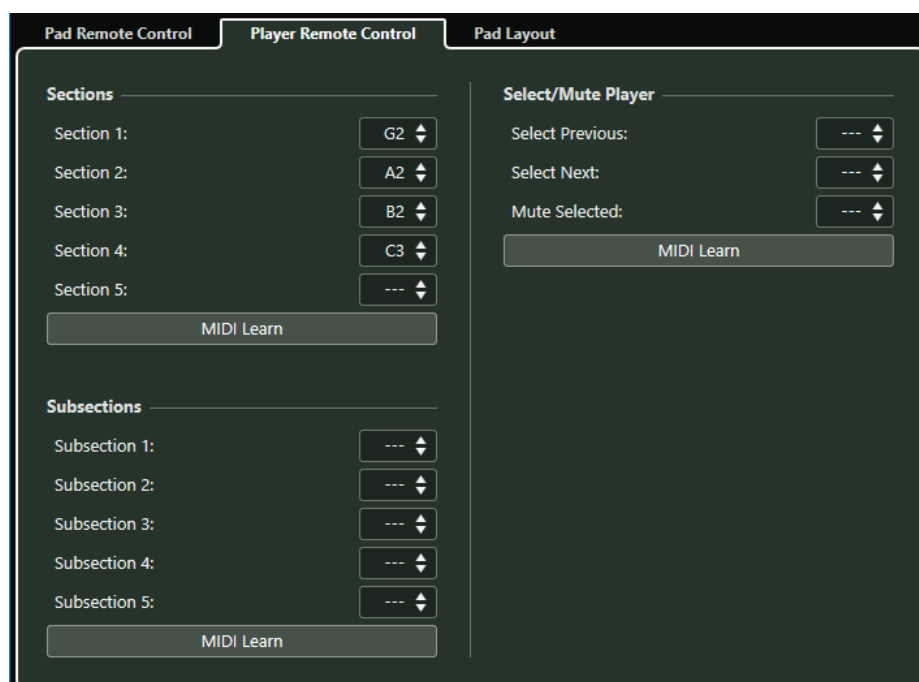 Pad Remote Control
Player Remote Control
Pad Layout
Sections
Section 1: G2
Section 2: A2
Section 3: B2
Section 4: C3
Section 5: ---
MIDI Learn
Subsections
Subsection 1: ---
Subsection 2: ---
Subsection 3: ---
Subsection 4: ---
Subsection 5: ---
MIDI Learn
Select/Mute Player
Select Previous: ---
Select Next: ---
Mute Selected: ---
MIDI Learn